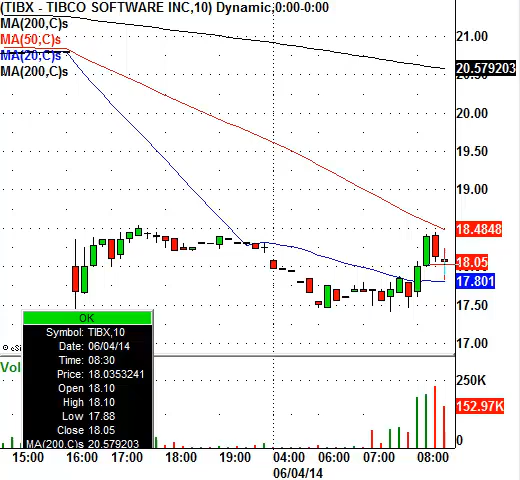 (TIBX - TIBCO SOFTWARE INC,10) Dynamic,0:00-0:00
MA(200,C)s
MA(50,C)s
MA(20,C)s
MA(200,C)s
21.00
20.579203
20.00
19.50
19.00
18.4848
18.05
17.801
17.50
17.00
OK
Symbol: TIBX,10
Date: 06/04/14
Time: 08:30
Price: 18.0353241
Open 18.10
High 18.10
Low 17.88
Close 18.05
MA(200,C)s 20.579203
Vol
250K
152.97K
0
15:00 16:00 17:00 18:00 19:00 04:00 06:00 07:00 08:00
06/04/14